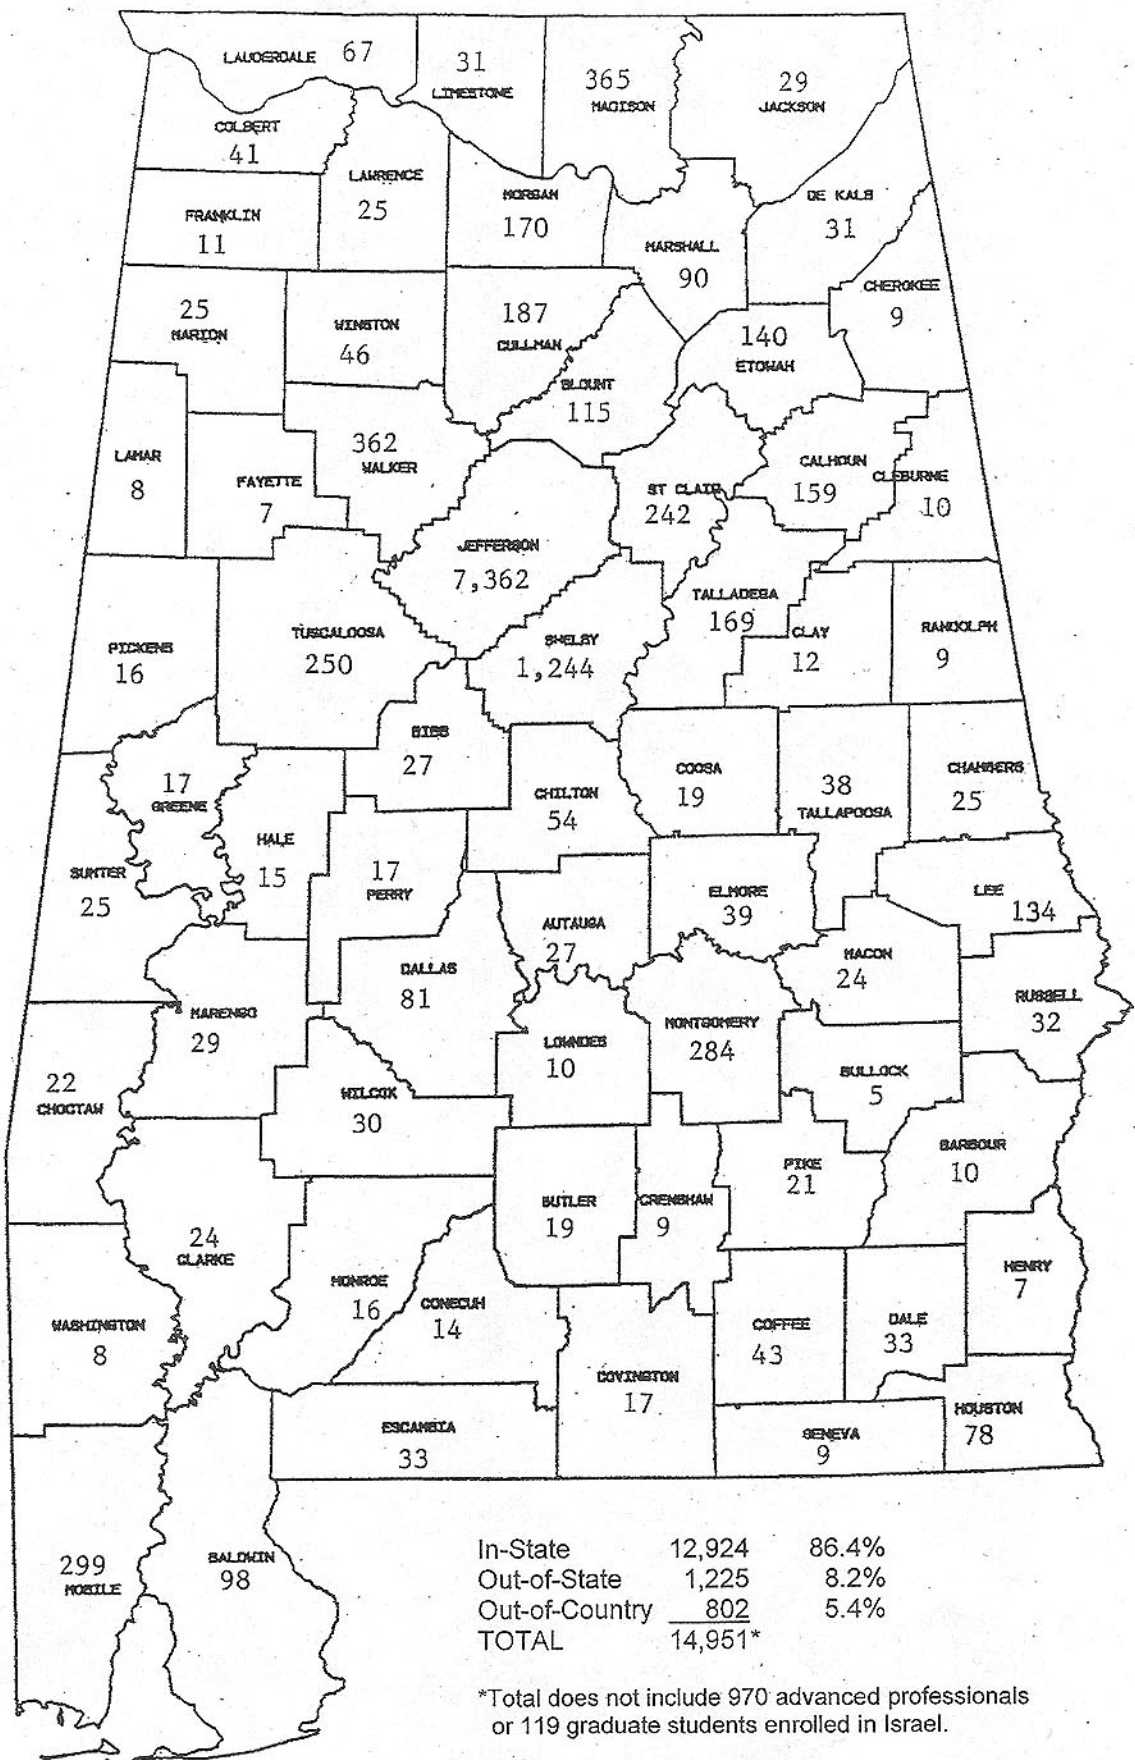 LAUDERDALE 67
31
LIMESTONE
365
MADISON
29
JACKSON
COLBERT
41
LAWRENCE
25
FRANKLIN
11
MORGAN
170
DE KALB
31
MARSHALL
90
CHEROKEE
9
25
MARION
WINSTON
46
187
CULLMAN
140
ETOWAH
BLOUNT
115
LAMAR
8
FAYETTE
7
362
WALKER
ST CLAIR
242
CALHOUN
159
CLEBURNE
10
JEFFERSON
7,362
TALLADEGA
169
CLAY
12
RANDOLPH
9
PICKENS
16
TUSCALOOSA
250
SHELBY
1,244
BIBB
27
17
GREENE
HALE
15
CHILTON
54
COOSA
19
38
TALLAPOOSA
CHAMBERS
25
SUMTER
25
17
PERRY
AUTAUGA
27
ELMORE
39
LEE
134
MACON
24
RUSSELL
32
DALLAS
81
MARENGO
29
LOWNDES
10
MONTGOMERY
284
BULLOCK
5
22
CHOCTAW
WILCOX
30
BARBOUR
10
PIKE
21
BUTLER
19
CRENSHAW
9
24
CLARKE
HENRY
7
WASHINGTON
8
MONROE
16
CONECUH
14
COFFEE
43
DALE
33
COVINGTON
17
HOUSTON
78
ESCAMBIA
33
GENEVA
9
299
MOBILE
BALDWIN
98
In-State 12,924 86.4%
Out-of-State 1,225 8.2%
Out-of-Country 802 5.4%
TOTAL 14,951*
*Total does not include 970 advanced professionals
or 119 graduate students enrolled in Israel.